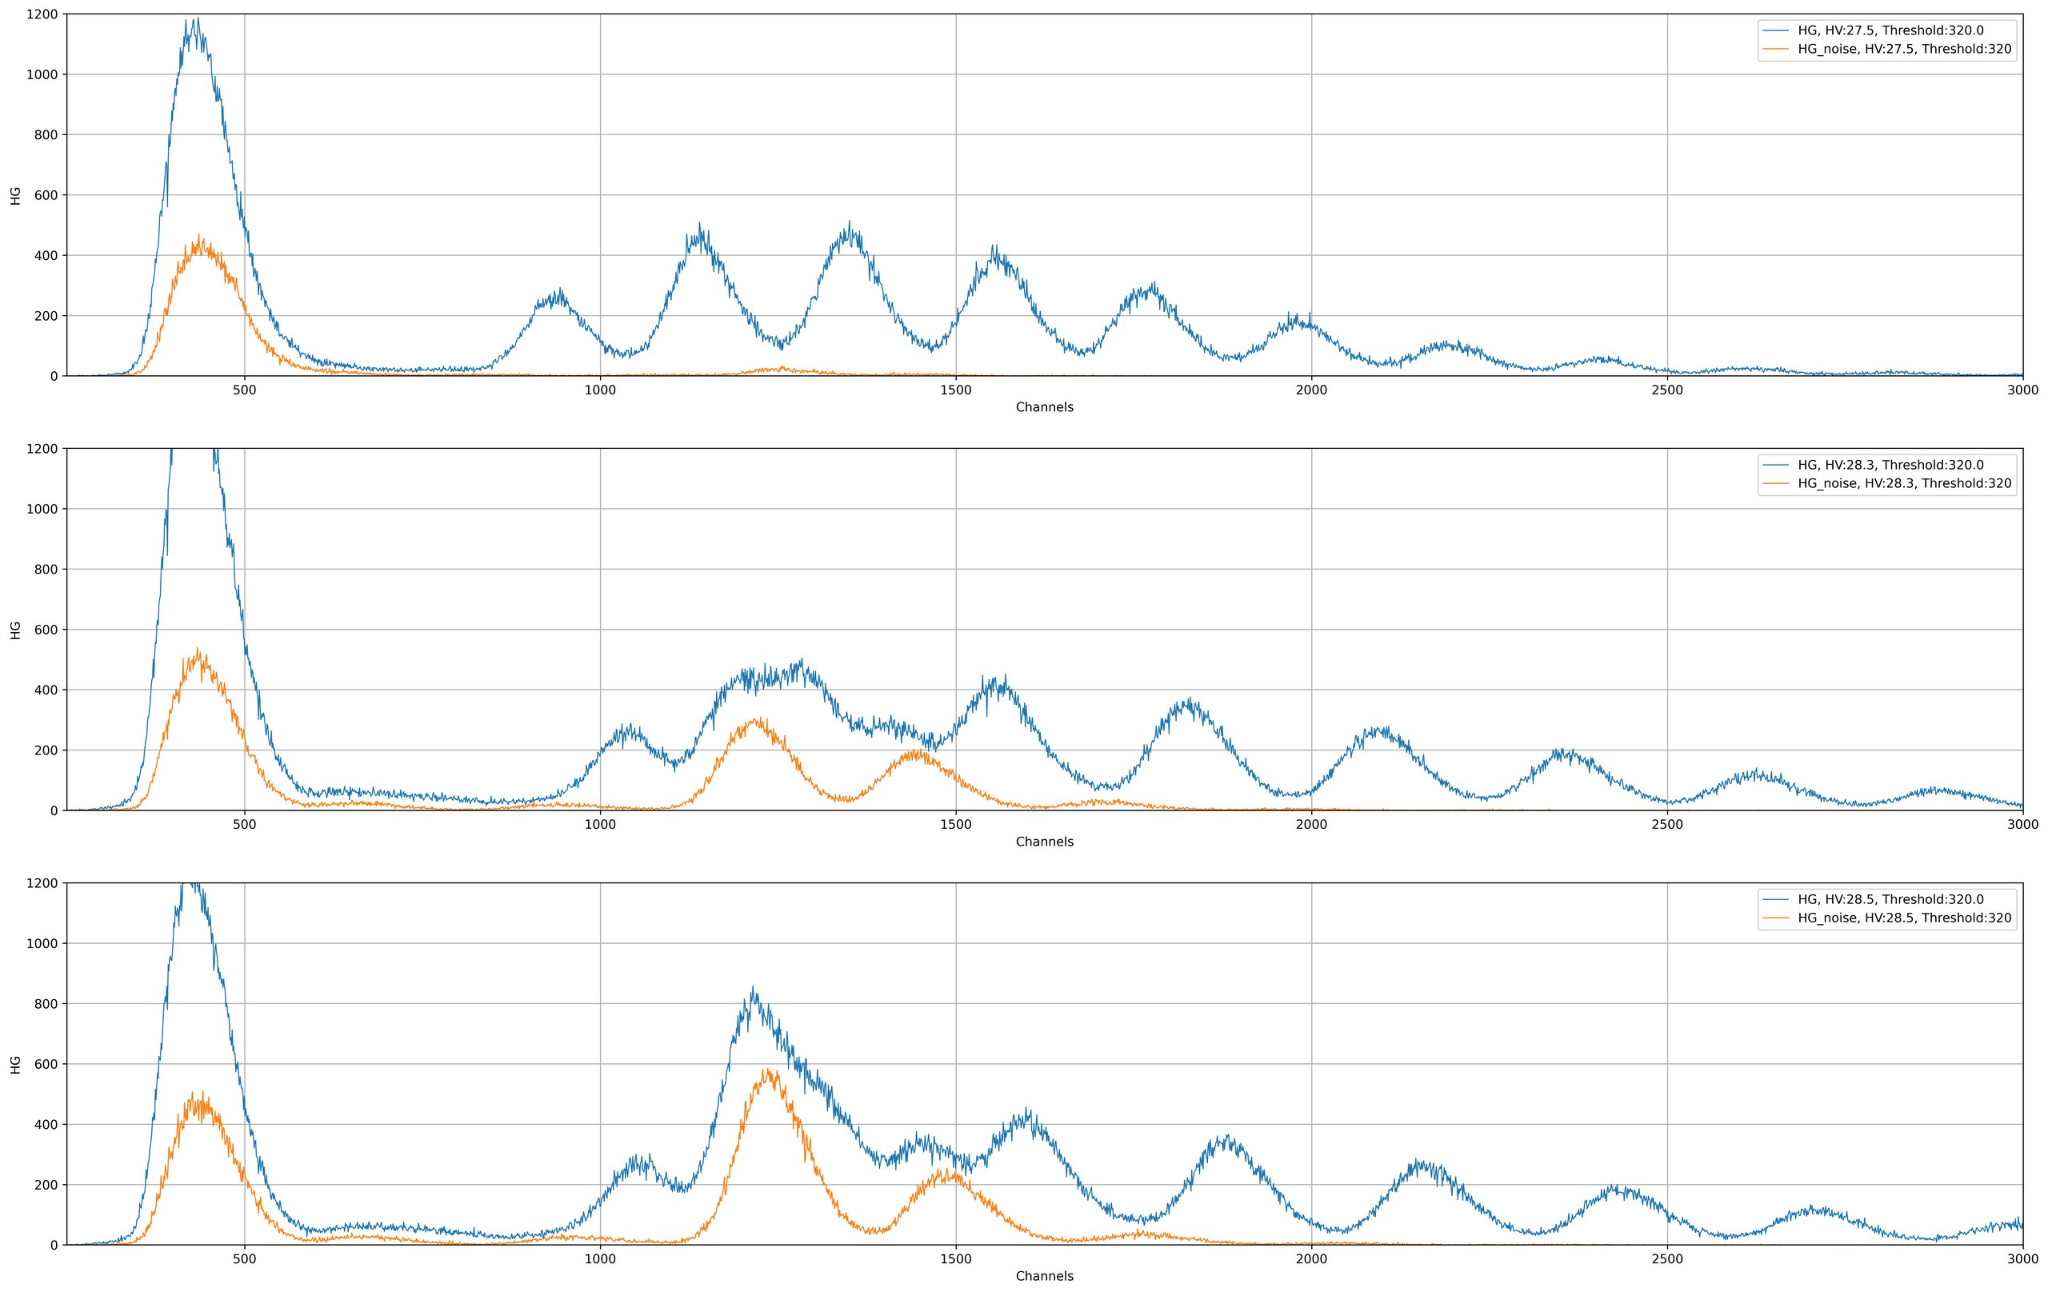 1200
1000
800
600
400
200
0
HG
HG, HV:27.5, Threshold:320.0
HG_noise, HV:27.5, Threshold:320
500 1000 1500 2000 2500 3000
Channels
1200
1000
800
600
400
200
0
HG
HG, HV:28.3, Threshold:320.0
HG_noise, HV:28.3, Threshold:320
500 1000 1500 2000 2500 3000
Channels
1200
1000
800
600
400
200
0
HG
HG, HV:28.5, Threshold:320.0
HG_noise, HV:28.5, Threshold:320
500 1000 1500 2000 2500 3000
Channels